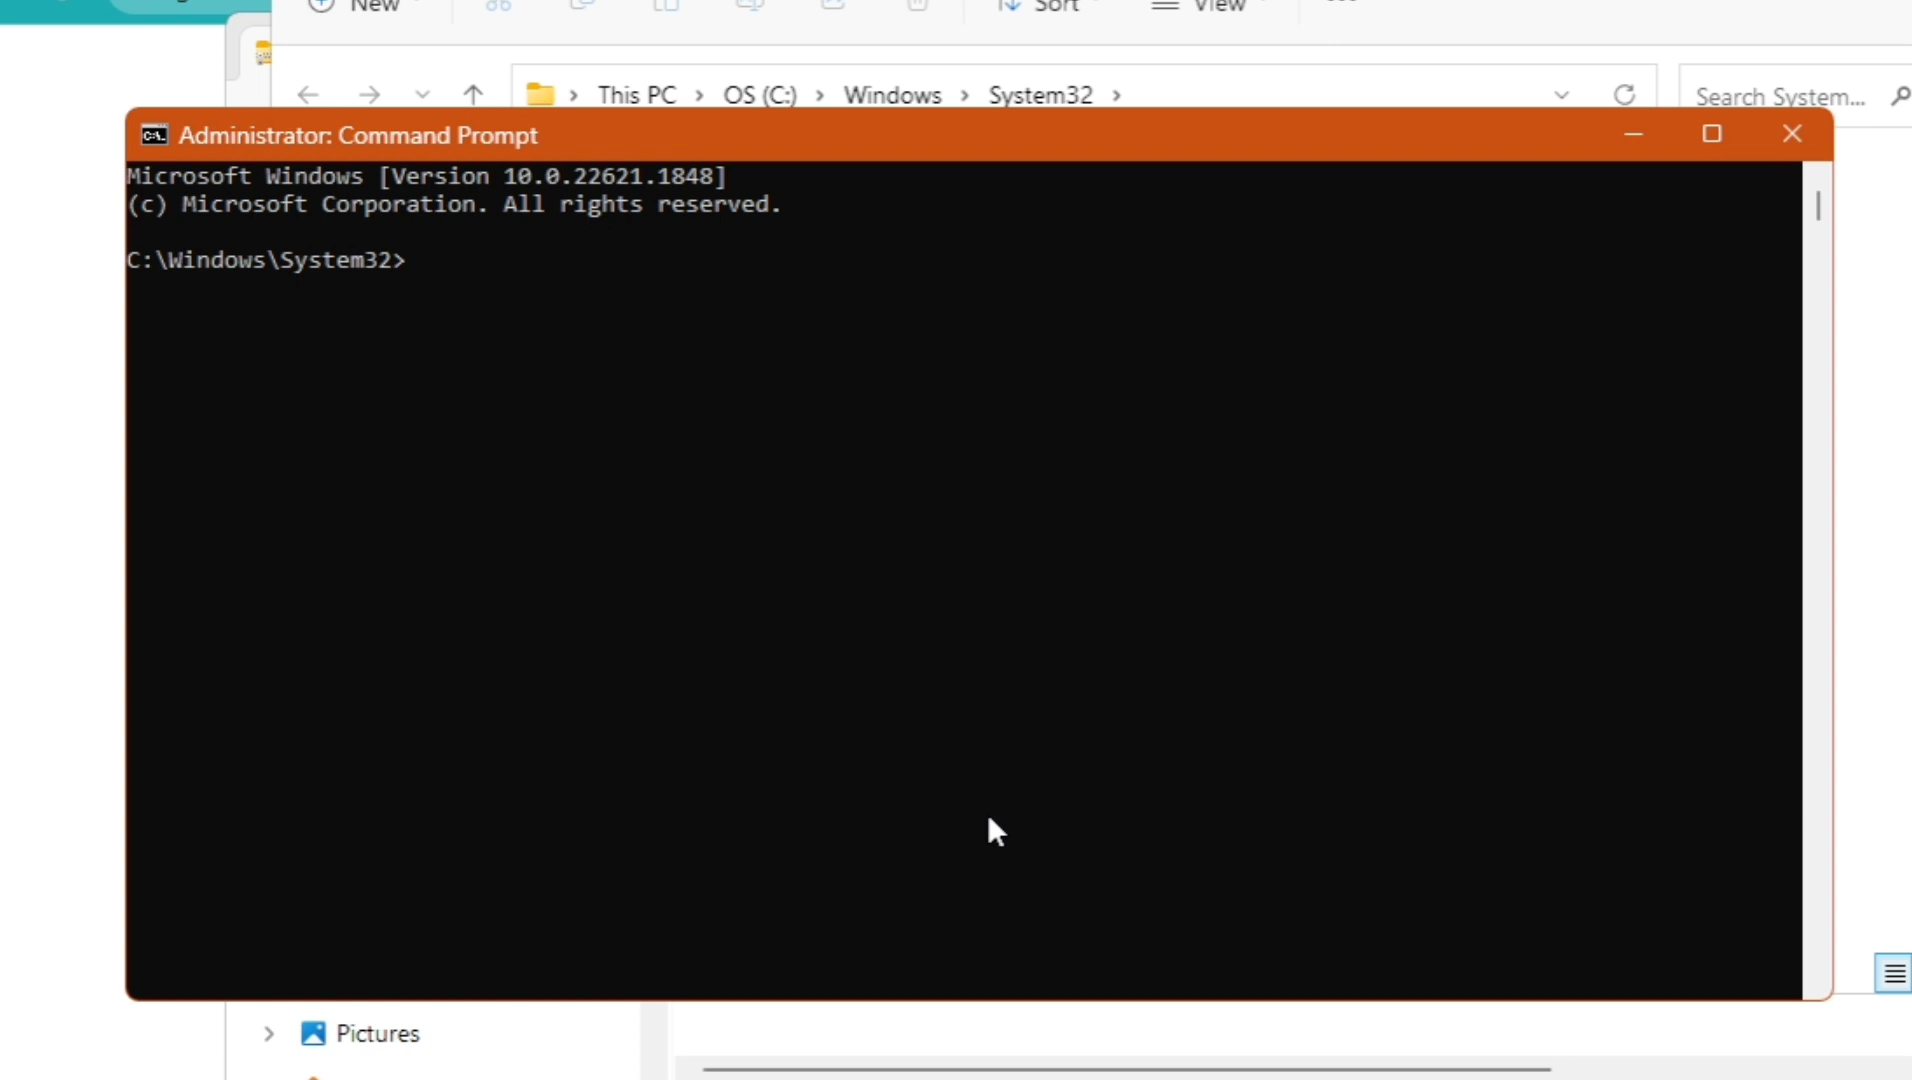 New Sort View
This PC > OS (C:) > Windows > System32 >
Search System...
Administrator: Command Prompt
Microsoft Windows [Version 10.0.22621.1848]
(c) Microsoft Corporation. All rights reserved.
C:\Windows\System32>
Pictures